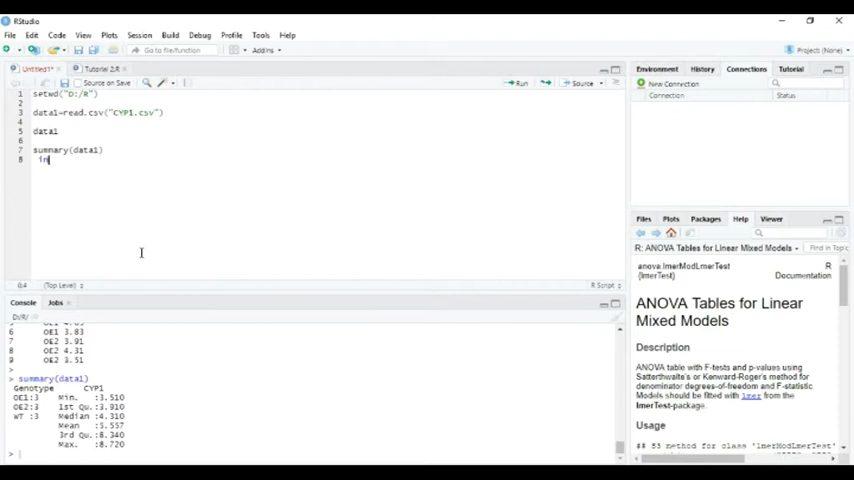 RStudio
File Edit Code View Plots Session Build Debug Profile Tools Help
Go to file/function Addins Project: (None)
Untitled1* Tutorial 2.R
Source on Save Run Source
1 setwd("D:/R")
2
3 data1=read.csv("CYP1.csv")
4
5 data1
6
7 summary(data1)
8 in
8:4 (Top Level) R Script
Console Jobs
D:/R/
6 OE1 3.83
7 OE2 3.91
8 OE2 4.31
9 OE2 3.51
>
> summary(data1)
Genotype CYP1
OE1:3 Min. :3.510
OE2:3 1st Qu.:3.910
WT :3 Median :4.310
Mean :5.557
3rd Qu.:8.340
Max. :8.720
>
Environment History Connections Tutorial
New Connection
Connection Status
Files Plots Packages Help Viewer
R: ANOVA Tables for Linear Mixed Models Find in Topic
anova.lmerModLmerTest R
{lmerTest} Documentation
ANOVA Tables for Linear
Mixed Models
Description
ANOVA table with F-tests and p-values using
Satterthwaite's or Kenward-Roger's method for
denominator degrees-of-freedom and F-statistic.
Models should be fitted with lmer from the
lmerTest-package.
Usage
## S3 method for class 'lmerModLmerTest'